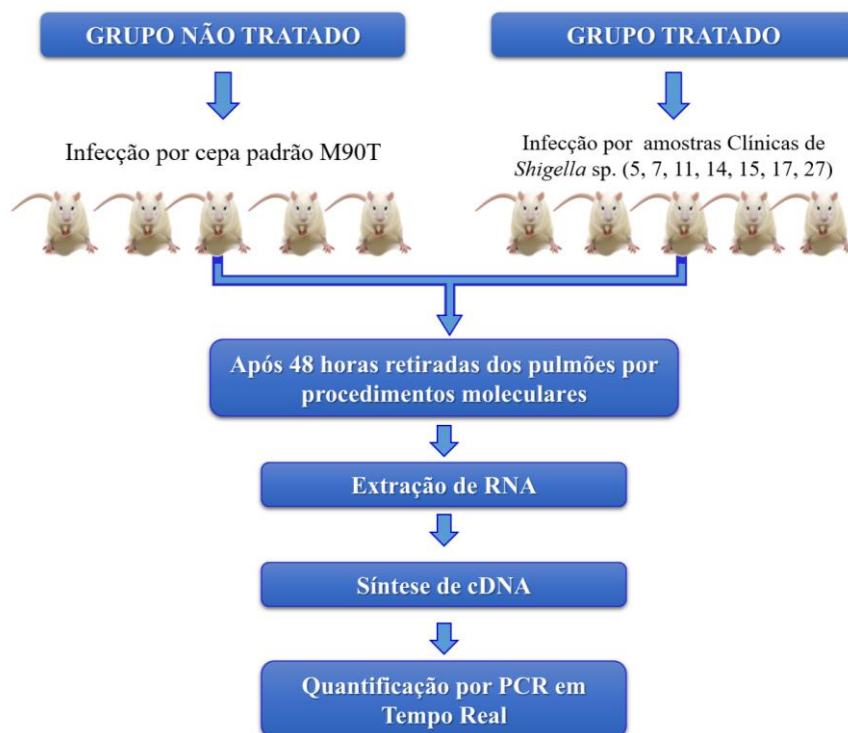 GRUPO NÃO TRATADO
GRUPO TRATADO
Infecção por cepa padrão M90T
Infecção por amostras Clínicas de
Shigella sp. (5, 7, 11, 14, 15, 17, 27)
Após 48 horas retiradas dos pulmões por
procedimentos moleculares
Extração de RNA
Síntese de cDNA
Quantificação por PCR em
Tempo Real